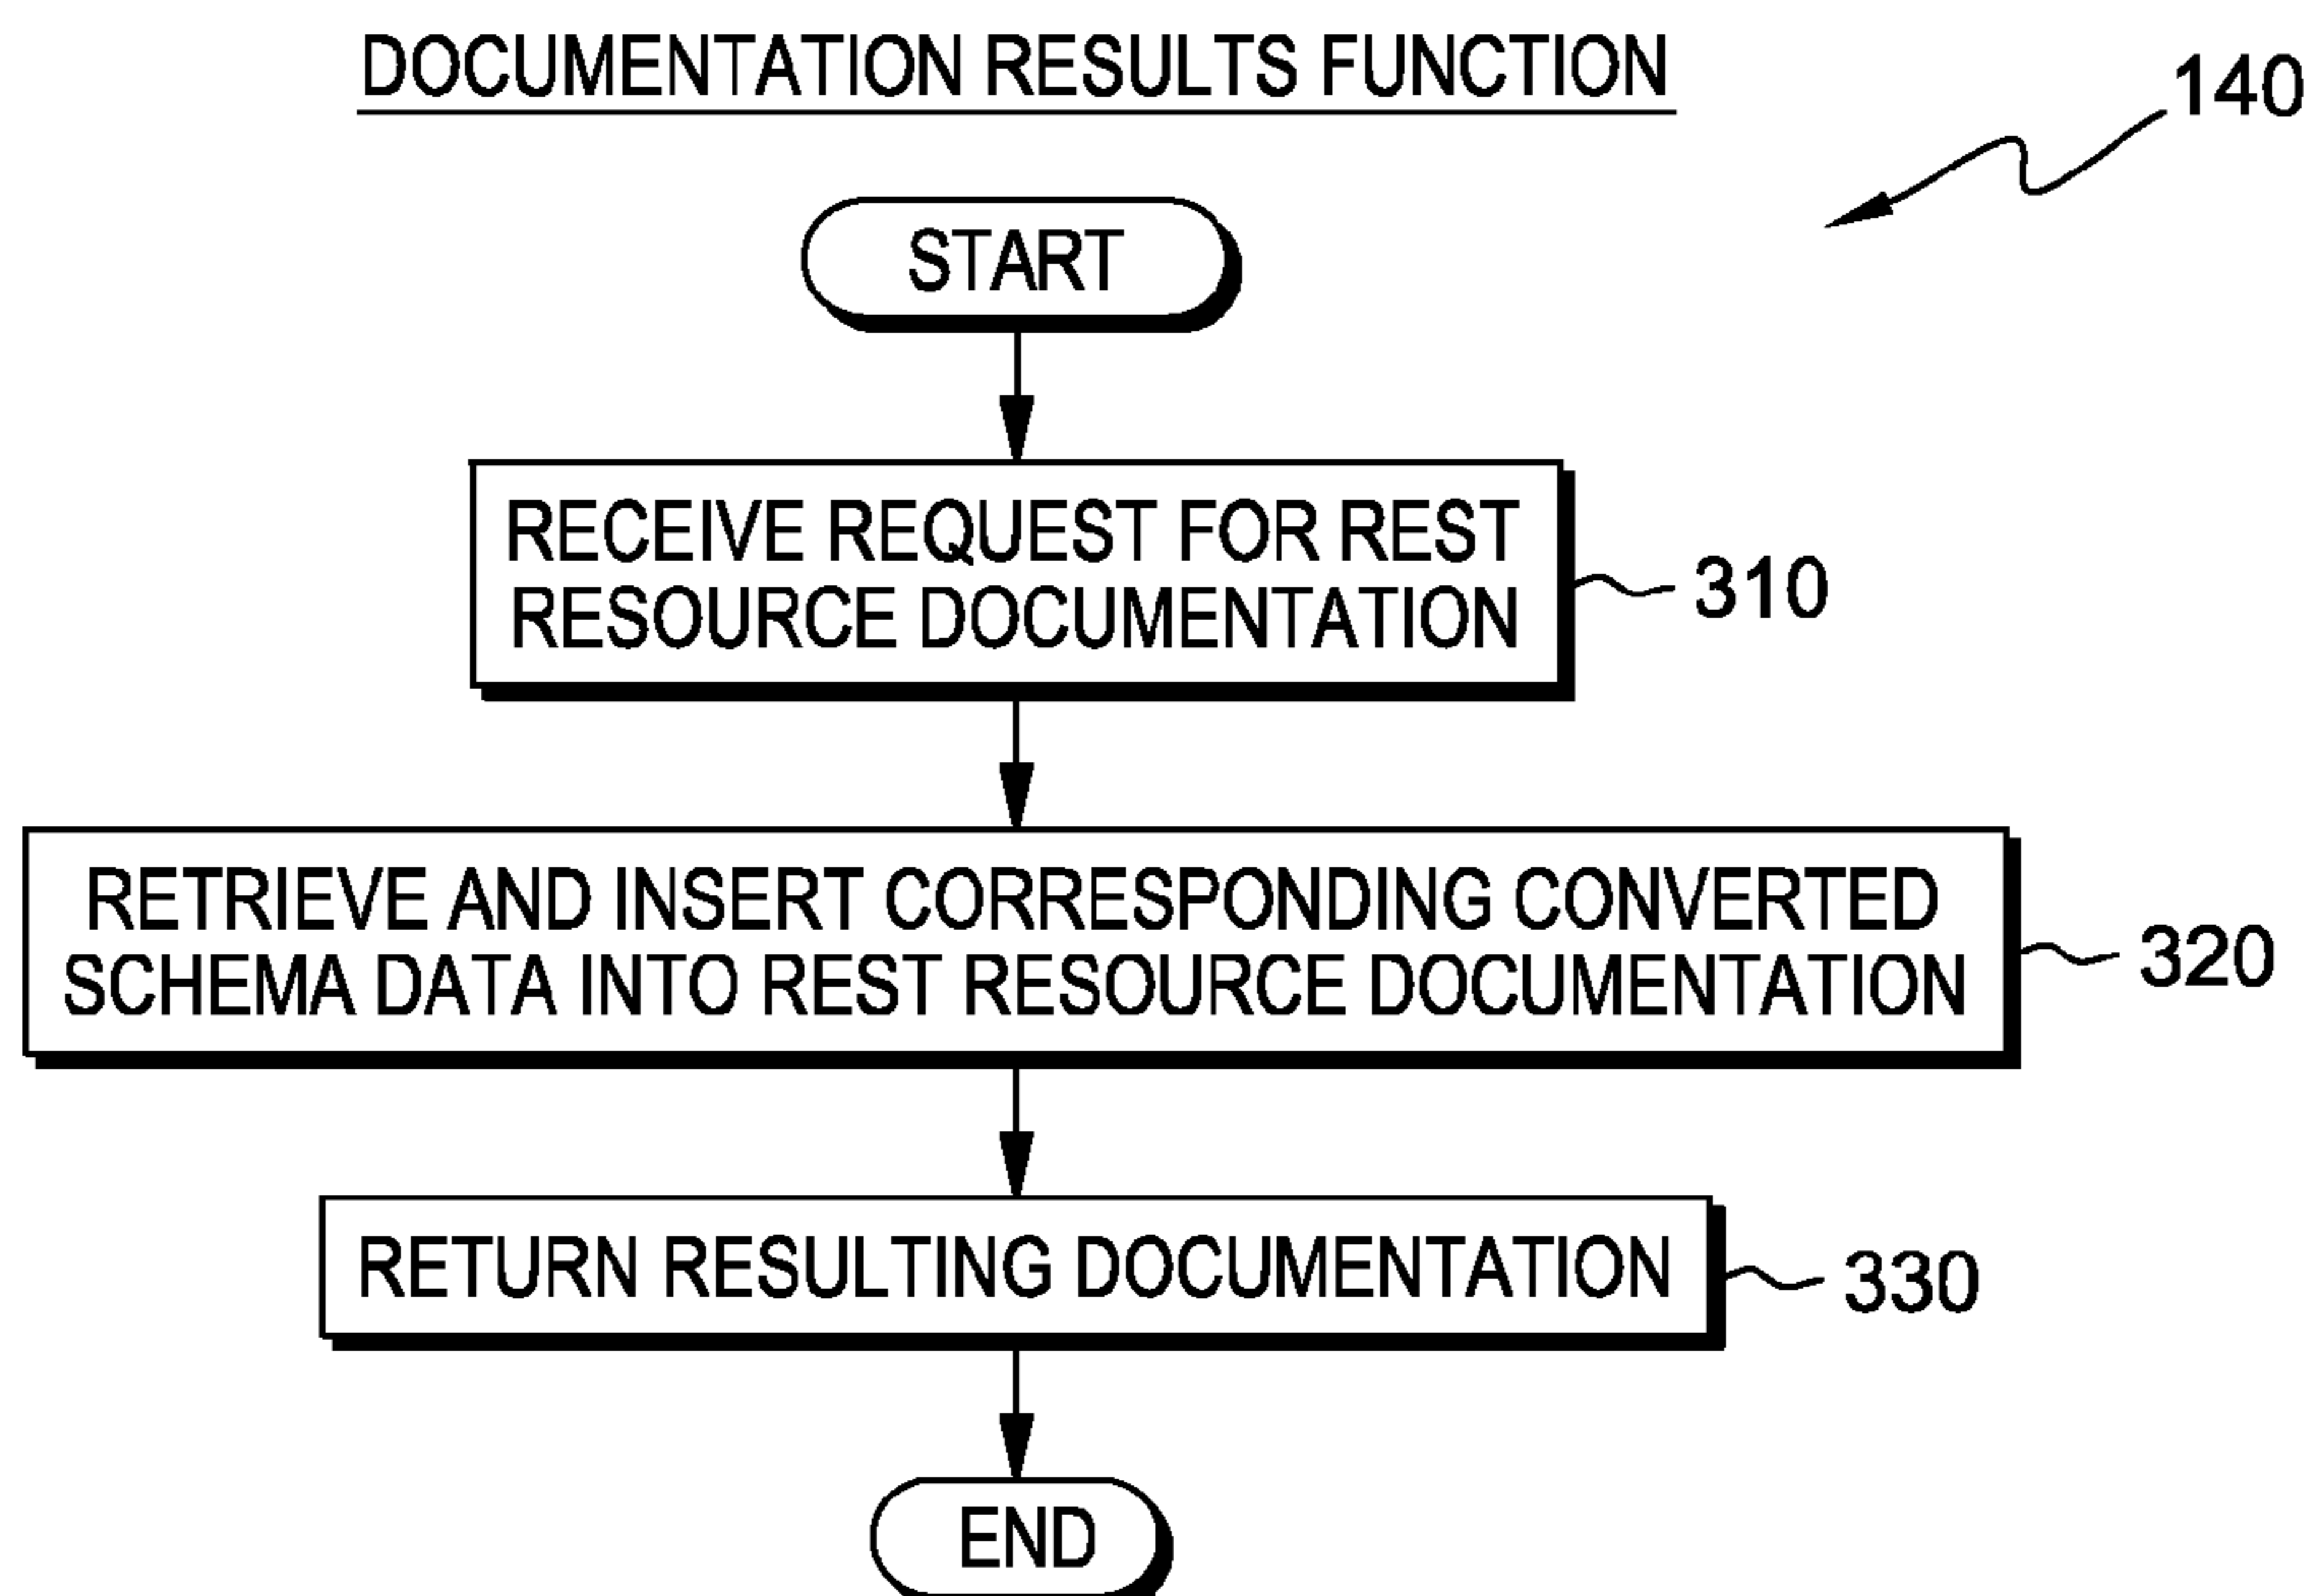 DOCUMENTATION RESULTS FUNCTION
140
START
RECEIVE REQUEST FOR REST
RESOURCE DOCUMENTATION
310
RETRIEVE AND INSERT CORRESPONDING CONVERTED
SCHEMA DATA INTO REST RESOURCE DOCUMENTATION
320
RETURN RESULTING DOCUMENTATION
330
END